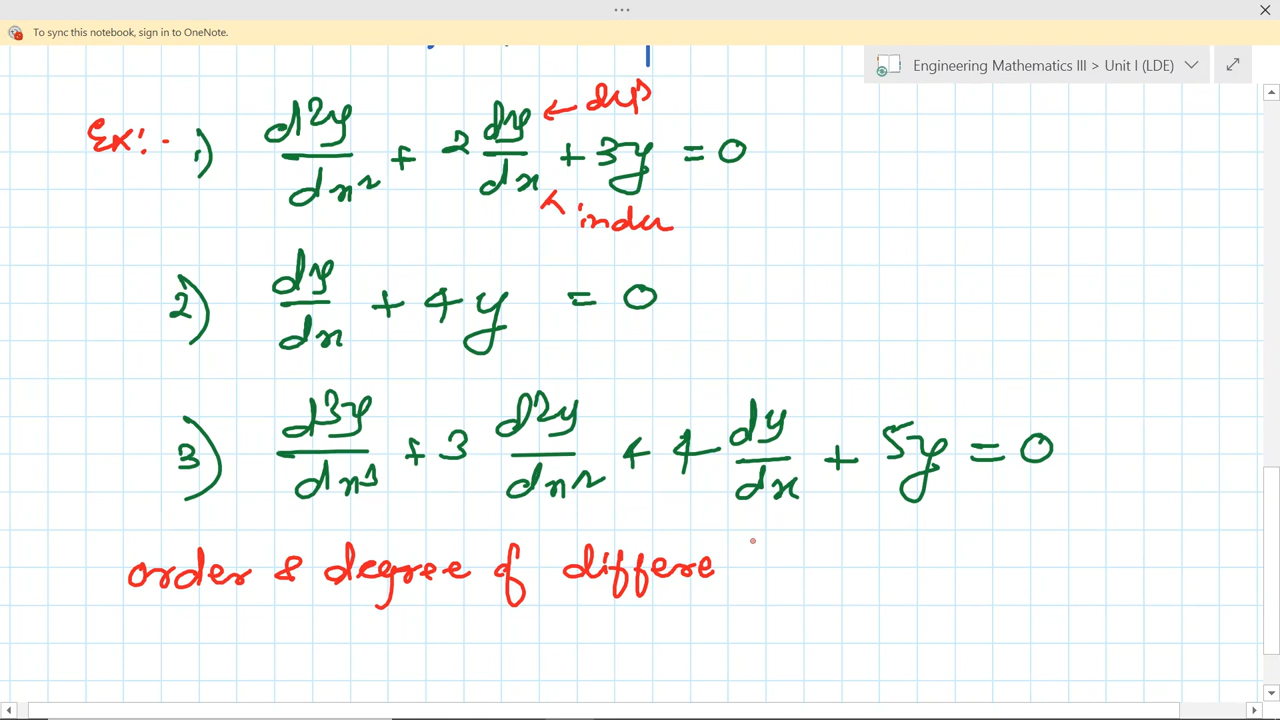 To sync this notebook, sign in to OneNote.
Engineering Mathematics III > Unit I (LDE)
Ex:- 1) d2y/dx2 + 2 dy/dx + 3y = 0 ← dep
← inder
2) dy/dx + 4y = 0
3) d3y/dx3 + 3 d2y/dx2 + 4 dy/dx + 5y = 0
order & degree of differe